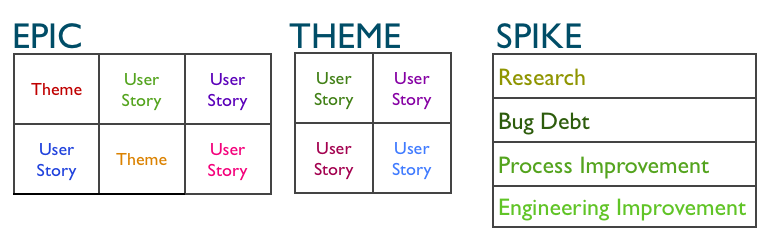 EPIC
Theme
User
Story
User
Story
User
Story
Theme
User
Story
THEME
User
Story
User
Story
User
Story
User
Story
SPIKE
Research
Bug Debt
Process Improvement
Engineering Improvement